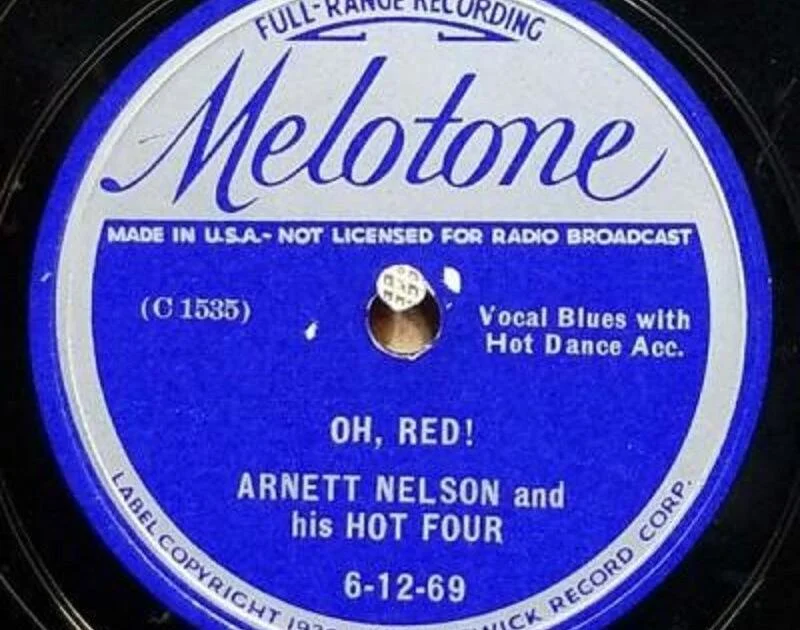 FULL-RANGE RECORDING
Melotone
MADE IN U.S.A.- NOT LICENSED FOR RADIO BROADCAST
(C 1535)
Vocal Blues with
Hot Dance Acc.
OH, RED!
ARNETT NELSON and
his HOT FOUR
6-12-69
LABEL COPYRIGHT RECORD CORP.